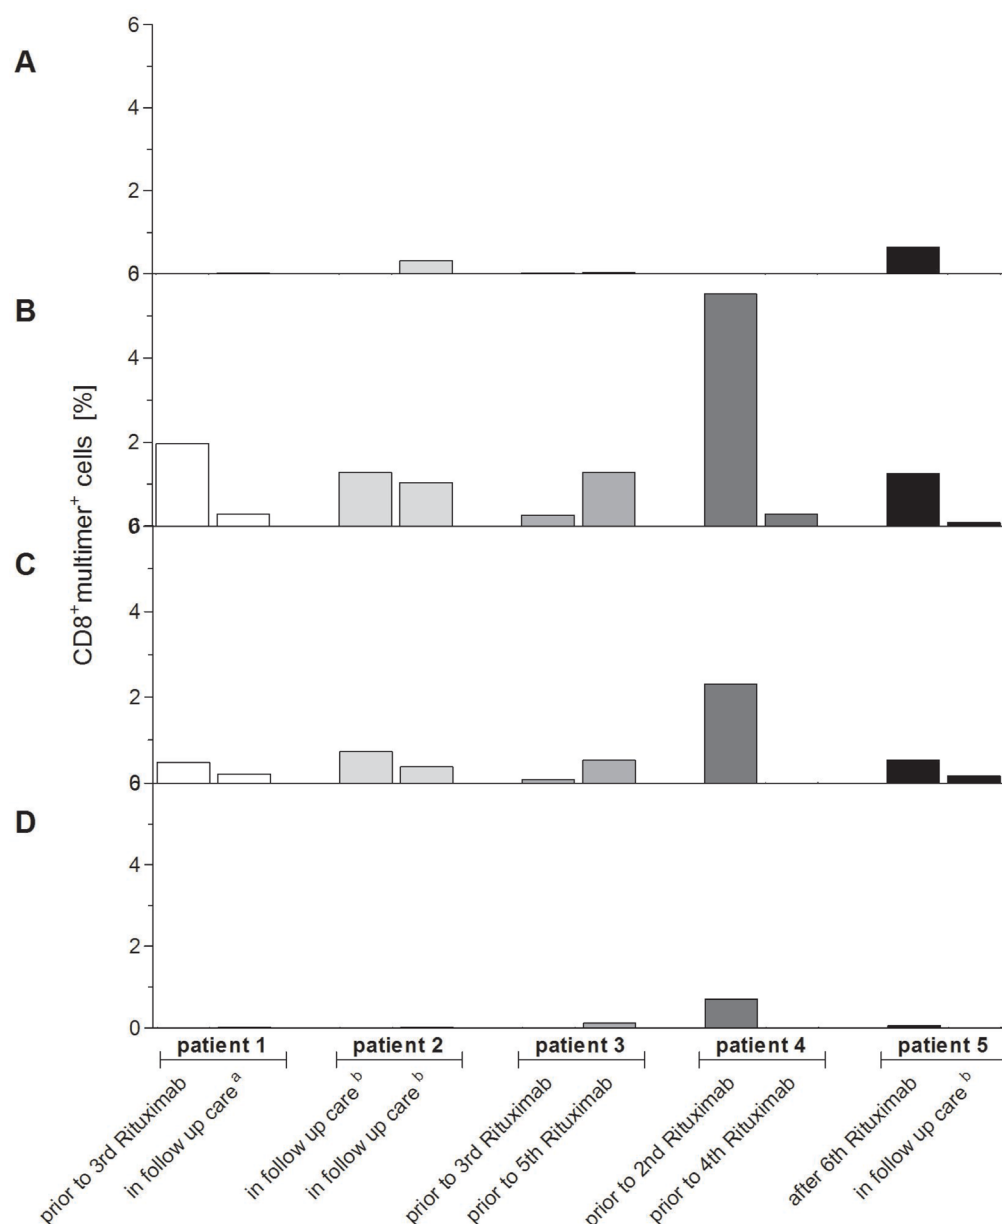 A
6
4
2
0
B
6
4
2
0
C
6
4
2
0
D
6
4
2
0
CD8+multimer+ cells [%]
patient 1
patient 2
patient 3
patient 4
patient 5
prior to 3rd Rituximab
in follow up care a
in follow up care b
in follow up care b
prior to 3rd Rituximab
prior to 5th Rituximab
prior to 2nd Rituximab
prior to 4th Rituximab
after 6th Rituximab
in follow up care b